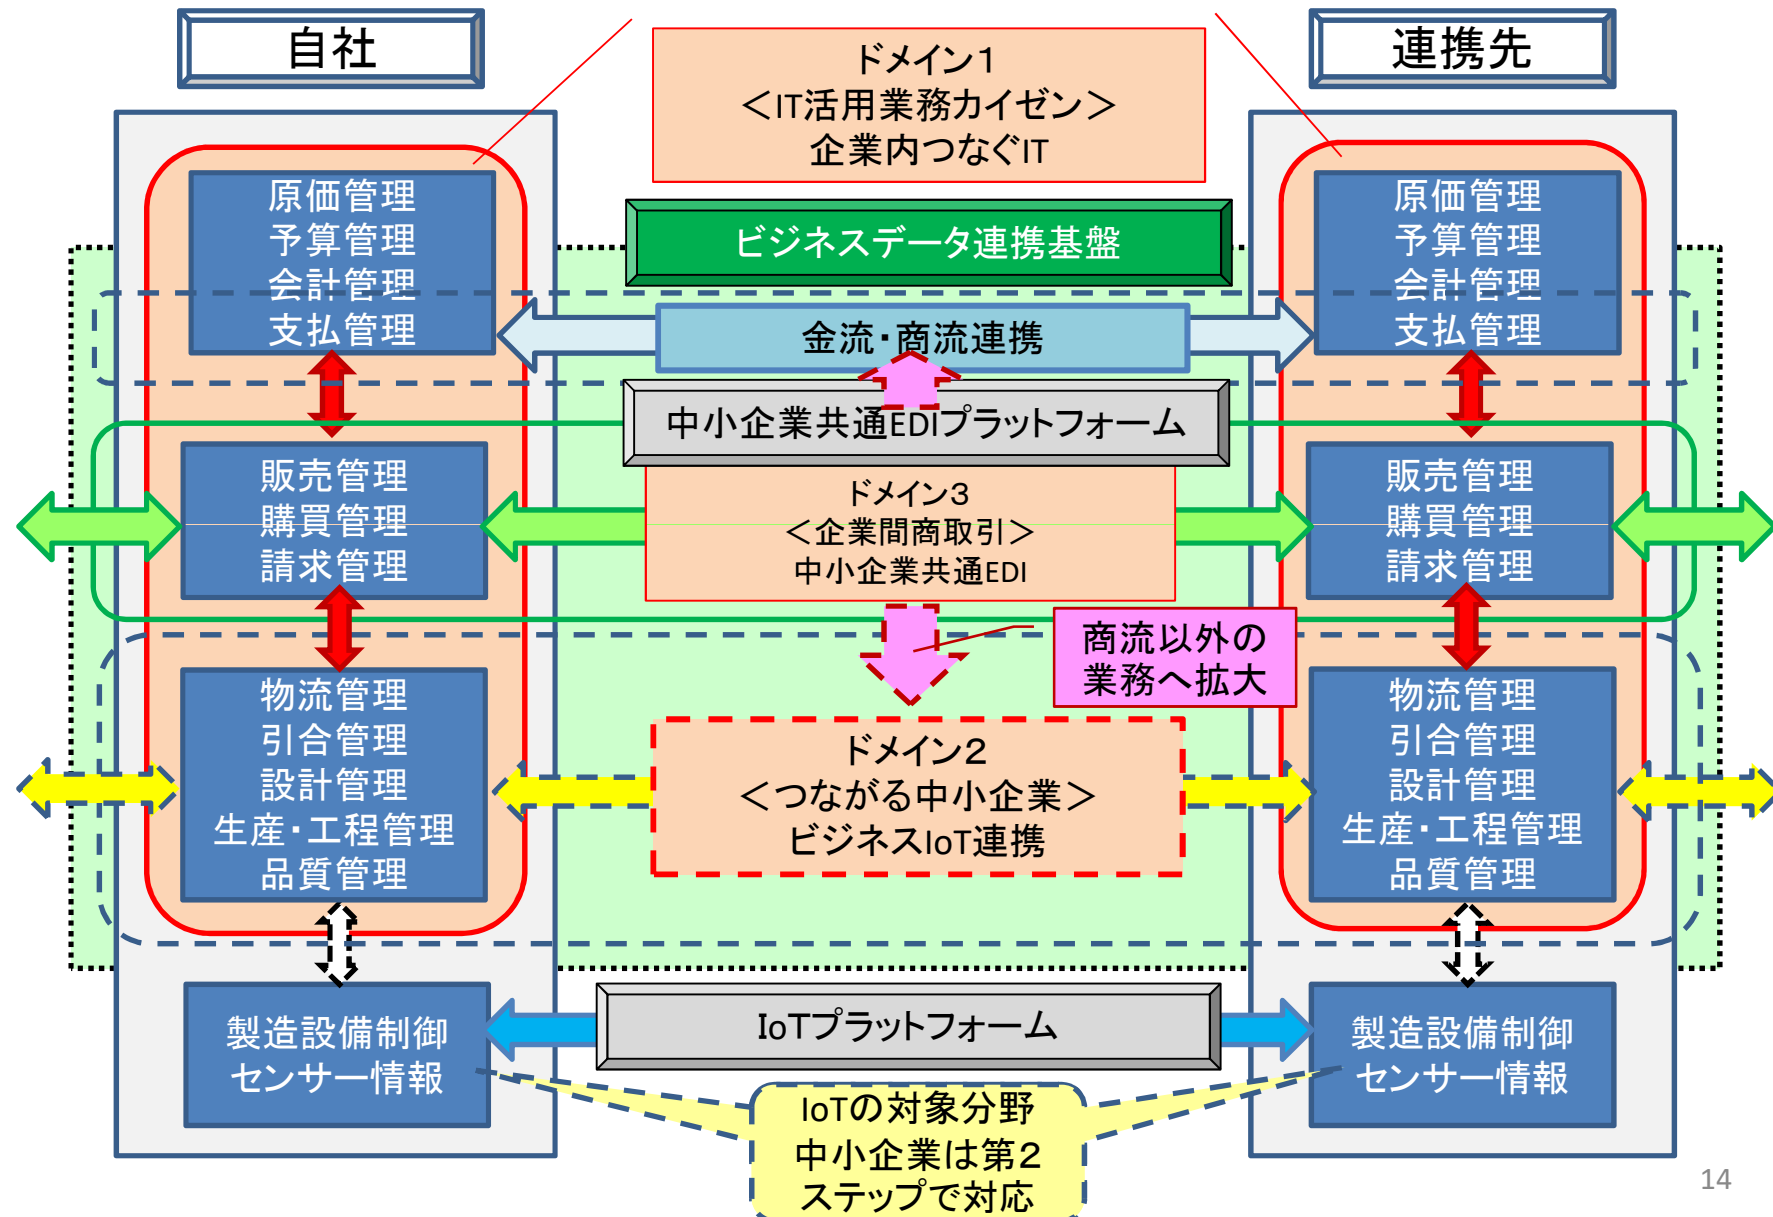 自社
連携先
ドメイン１
＜IT活用業務カイゼン＞
企業内つなぐIT
原価管理
予算管理
会計管理
支払管理
ビジネスデータ連携基盤
原価管理
予算管理
会計管理
支払管理
金流・商流連携
中小企業共通EDIプラットフォーム
販売管理
購買管理
請求管理
ドメイン３
＜企業間商取引＞
中小企業共通EDI
販売管理
購買管理
請求管理
商流以外の
業務へ拡大
物流管理
引合管理
設計管理
生産・工程管理
品質管理
ドメイン２
＜つながる中小企業＞
ビジネスIoT連携
物流管理
引合管理
設計管理
生産・工程管理
品質管理
製造設備制御
センサー情報
IoTプラットフォーム
製造設備制御
センサー情報
IoTの対象分野
中小企業は第２
ステップで対応
14